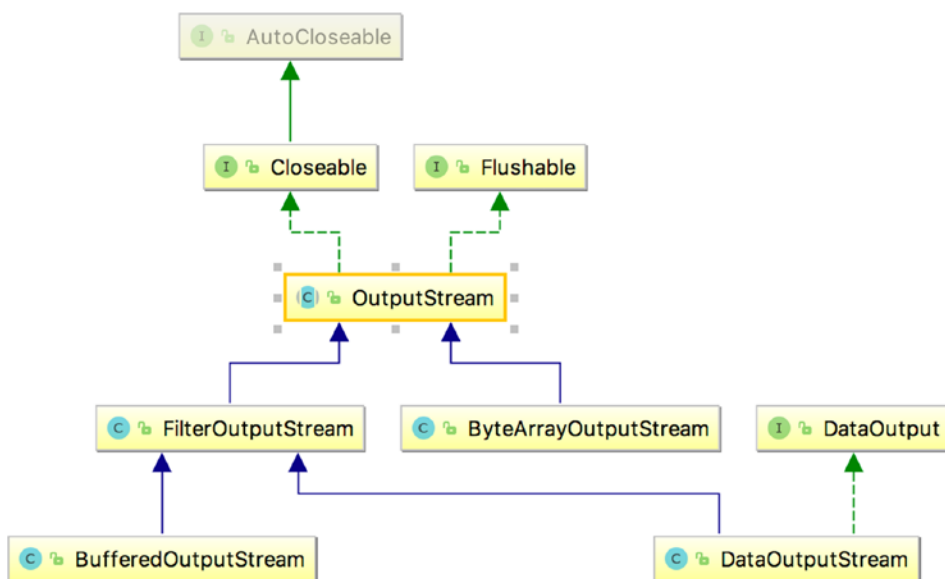 I AutoCloseable
I Closeable
I Flushable
C OutputStream
C FilterOutputStream
C ByteArrayOutputStream
I DataOutput
C BufferedOutputStream
C DataOutputStream